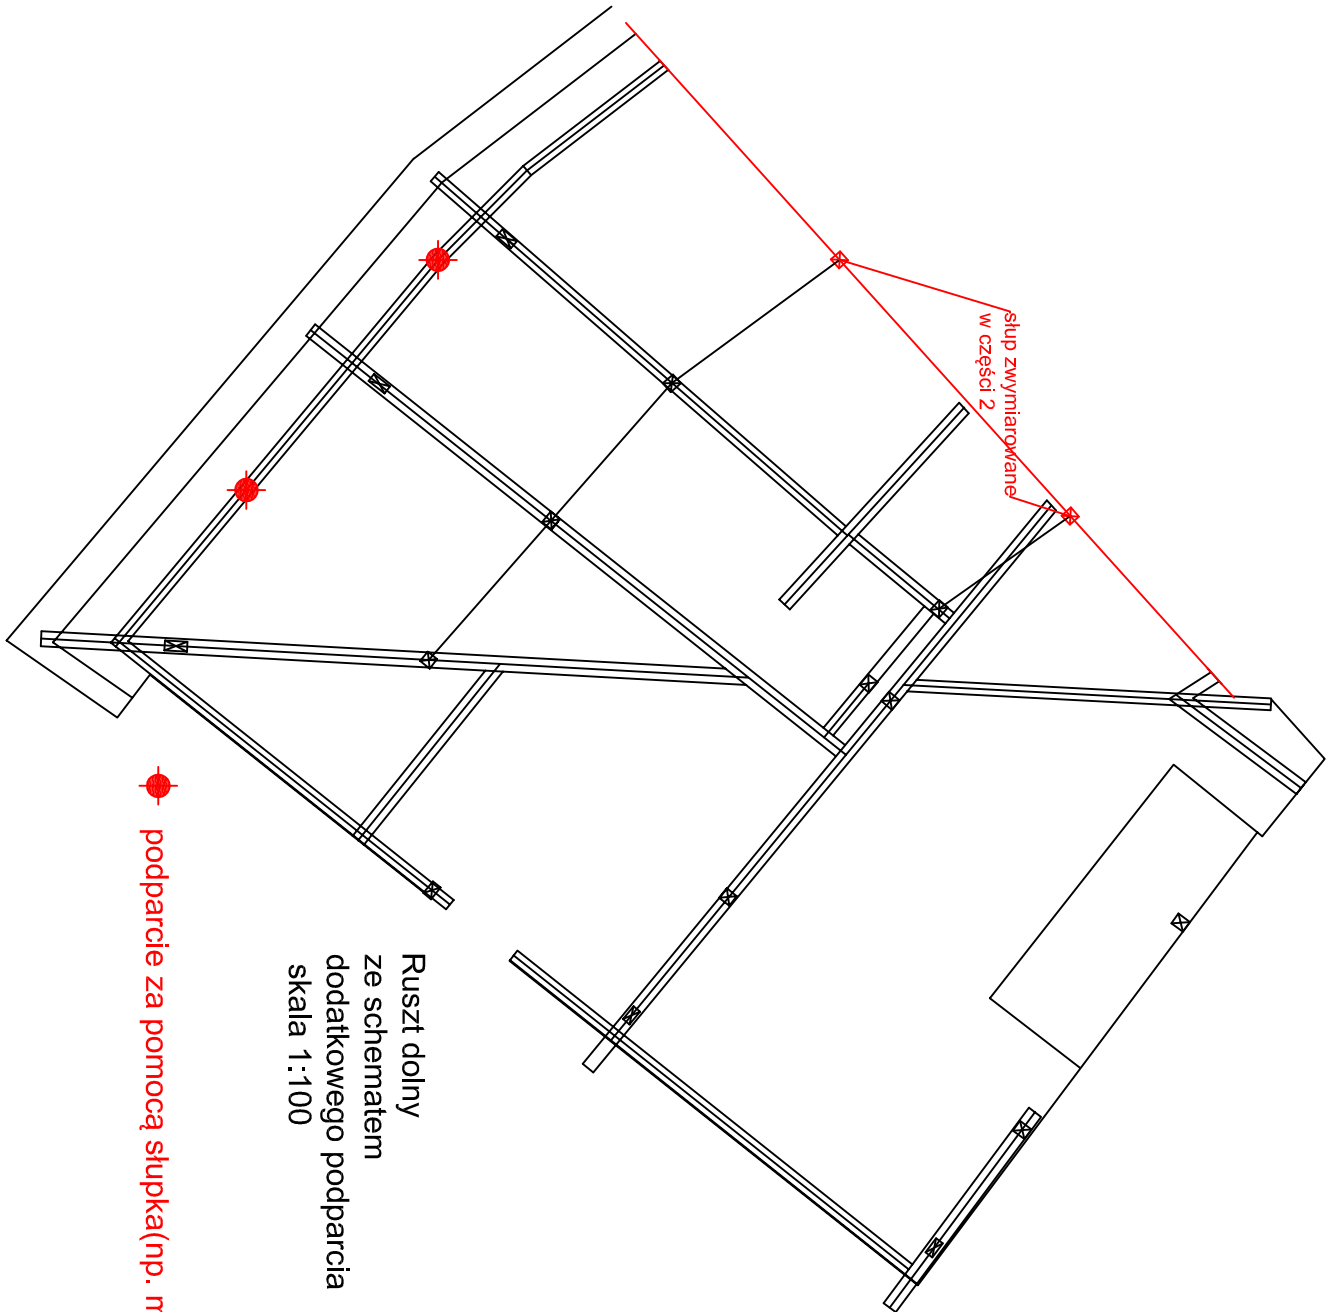 słup zwymiarowane
w części 2
Ruszt dolny
ze schematem
dodatkowego podparcia
skala 1:100
podparcie za pomocą słupka(np.